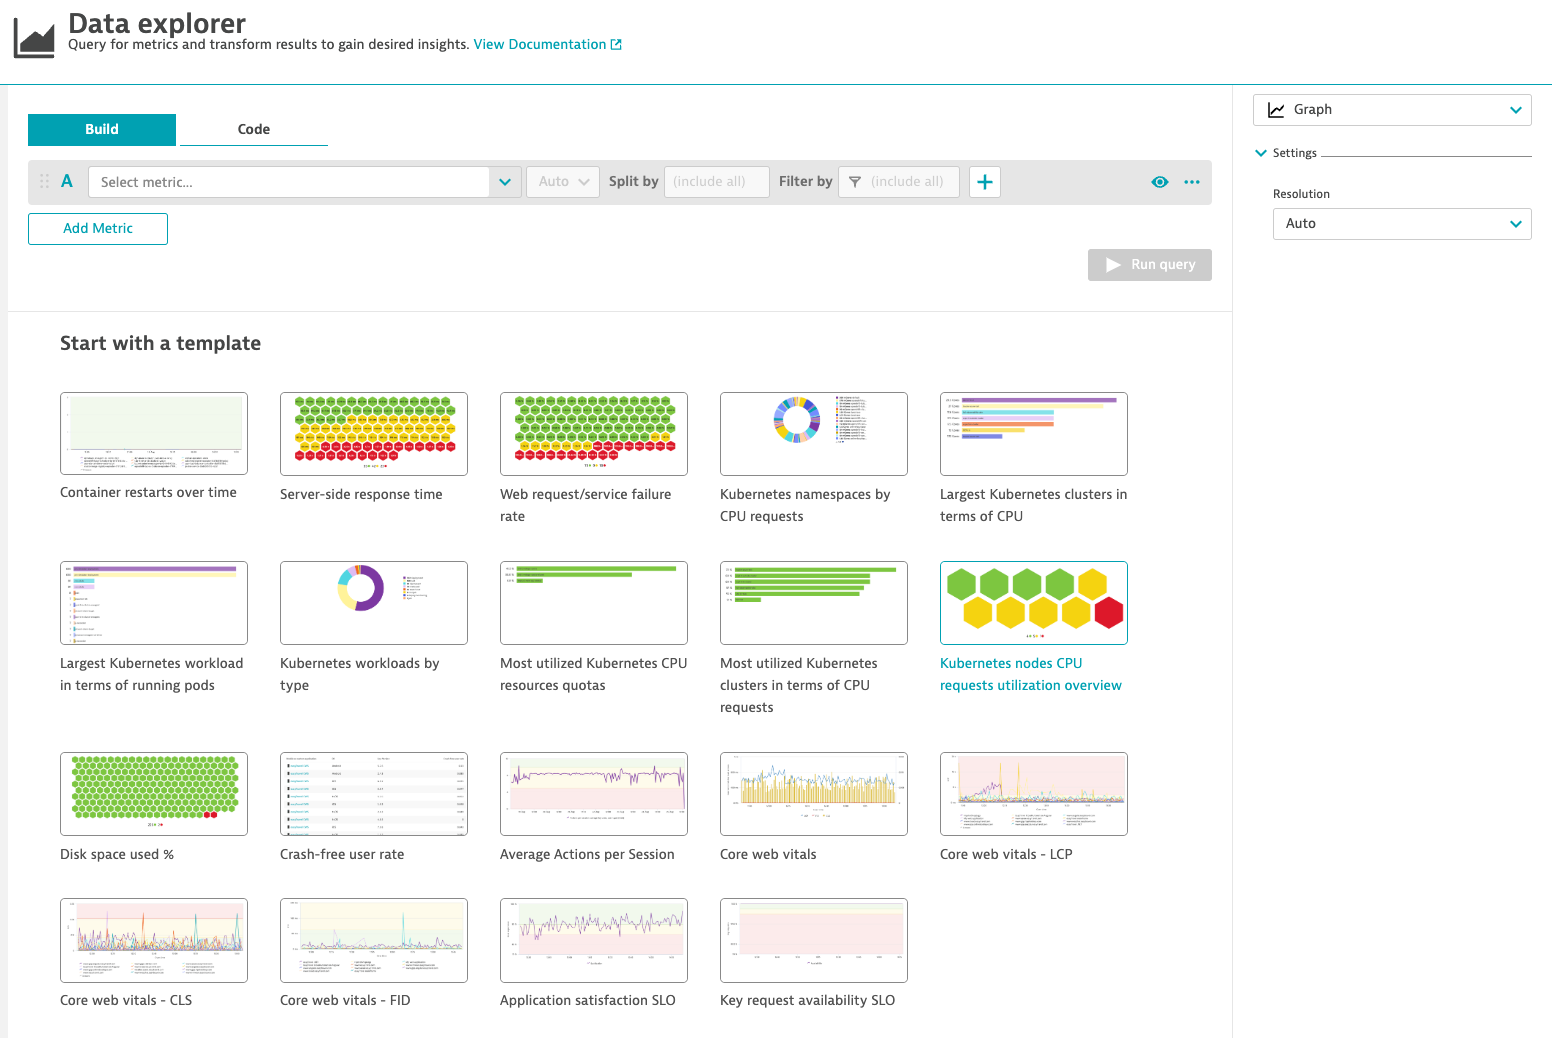 Data explorer
Query for metrics and transform results to gain desired insights. View Documentation
Build
Code
Graph
Settings
A
Select metric...
Auto
Split by
(include all)
Filter by
(include all)
Resolution
Auto
Add Metric
Run query
Start with a template
Container restarts over time
Server-side response time
Web request/service failure
rate
Kubernetes namespaces by
CPU requests
Largest Kubernetes clusters in
terms of CPU
Largest Kubernetes workload
in terms of running pods
Kubernetes workloads by
type
Most utilized Kubernetes CPU
resources quotas
Most utilized Kubernetes
clusters in terms of CPU
requests
Kubernetes nodes CPU
requests utilization overview
Disk space used %
Crash-free user rate
Average Actions per Session
Core web vitals
Core web vitals - LCP
Core web vitals - CLS
Core web vitals - FID
Application satisfaction SLO
Key request availability SLO